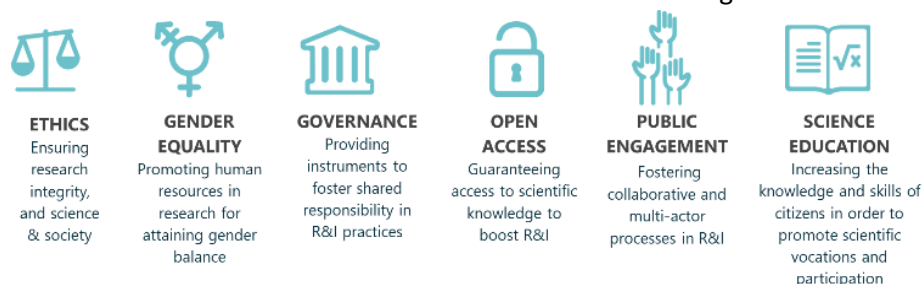 ETHICS
Ensuring
research
integrity,
and science
& society
GENDER
EQUALITY
Promoting human
resources in
research for
attaining gender
balance
GOVERNANCE
Providing
instruments to
foster shared
responsibility in
R&I practices
OPEN
ACCESS
Guaranteeing
access to scientific
knowledge to
boost R&I
PUBLIC
ENGAGEMENT
Fostering
collaborative and
multi-actor
processes in R&I
√x
SCIENCE
EDUCATION
Increasing the
knowledge and skills of
citizens in order to
promote scientific
vocations and
participation